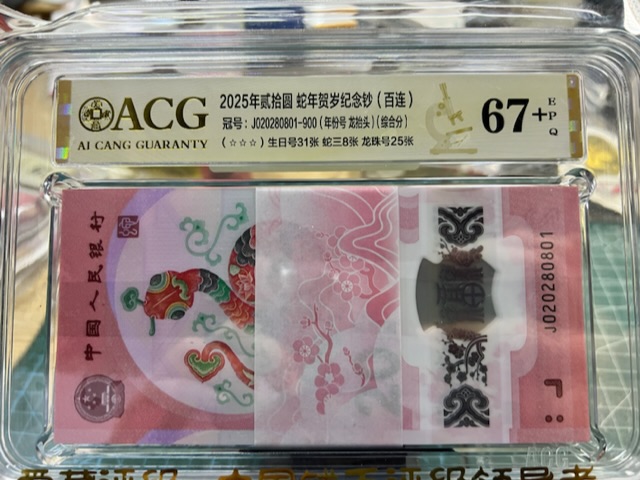 ACG
AI CANG GUARANTY
2025年贰拾圆 蛇年贺岁纪念钞（百连）
冠号：J020280801-900（年份号 龙抬头）（综合分）
（☆☆☆）生日号31张 蛇三8张 龙珠号25张
67+
EPQ
中国人民银行
J020280801
ACG